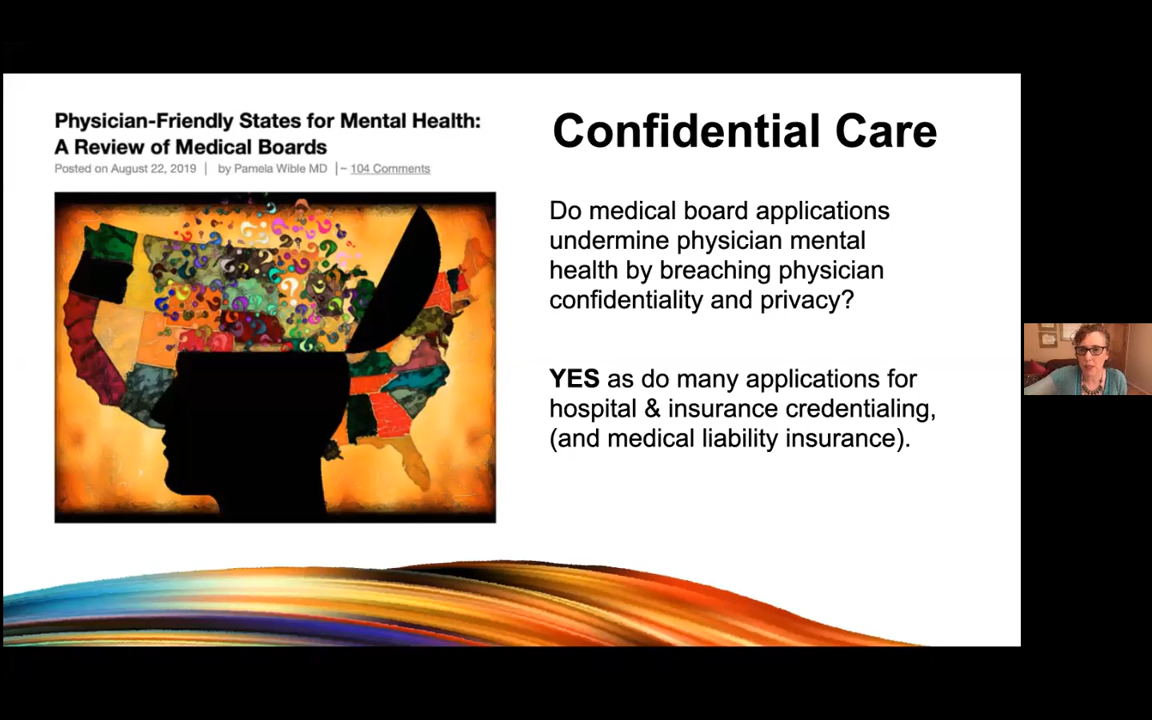 Physician-Friendly States for Mental Health:
A Review of Medical Boards
Posted on August 22, 2019 | by Pamela Wible MD |~ 104 Comments
Confidential Care
Do medical board applications
undermine physician mental
health by breaching physician
confidentiality and privacy?
YES as do many applications for
hospital & insurance credentialing,
(and medical liability insurance).